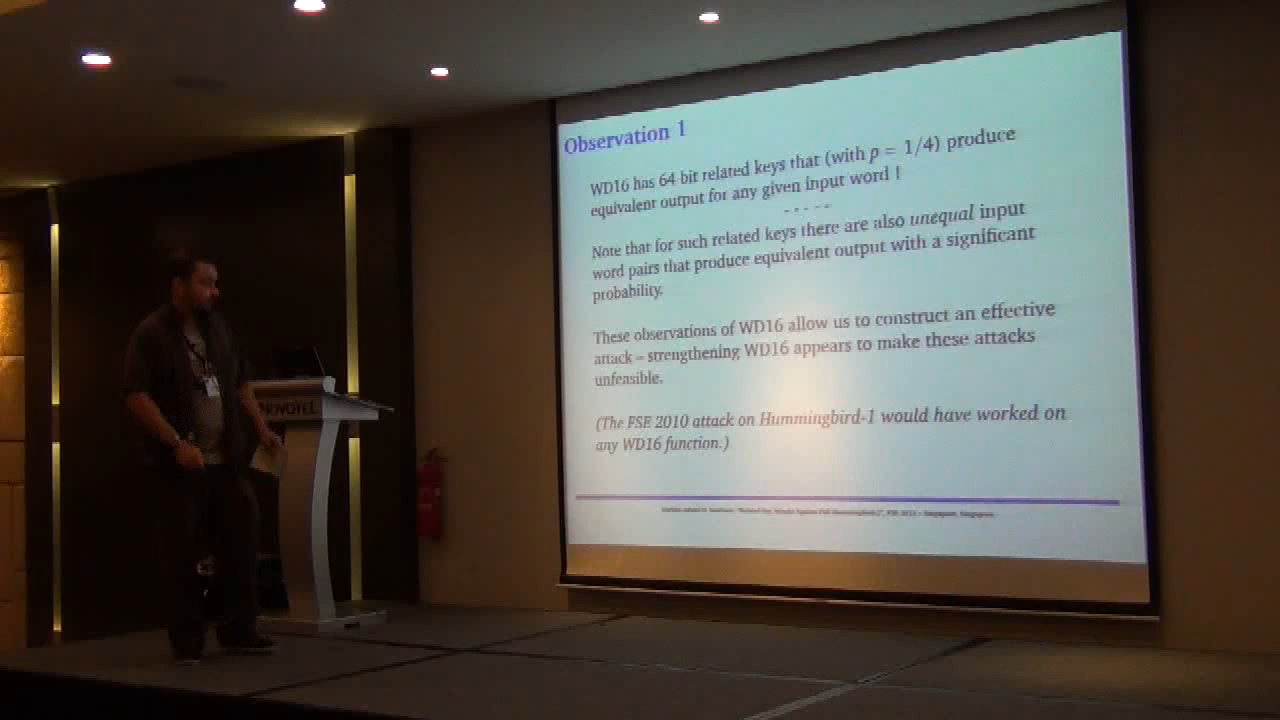 Observation 1
WD16 has 64 bit related keys that (with p = 1/4) produce
equivalent output for any given input word !
- - - - -
Note that for such related keys there are also unequal input
word pairs that produce equivalent output with a significant
probability.
These observations of WD16 allow us to construct an effective
attack – strengthening WD16 appears to make these attacks
unfeasible.
(The FSE 2010 attack on Hummingbird-1 would have worked on
any WD16 function.)
NOVOTEL